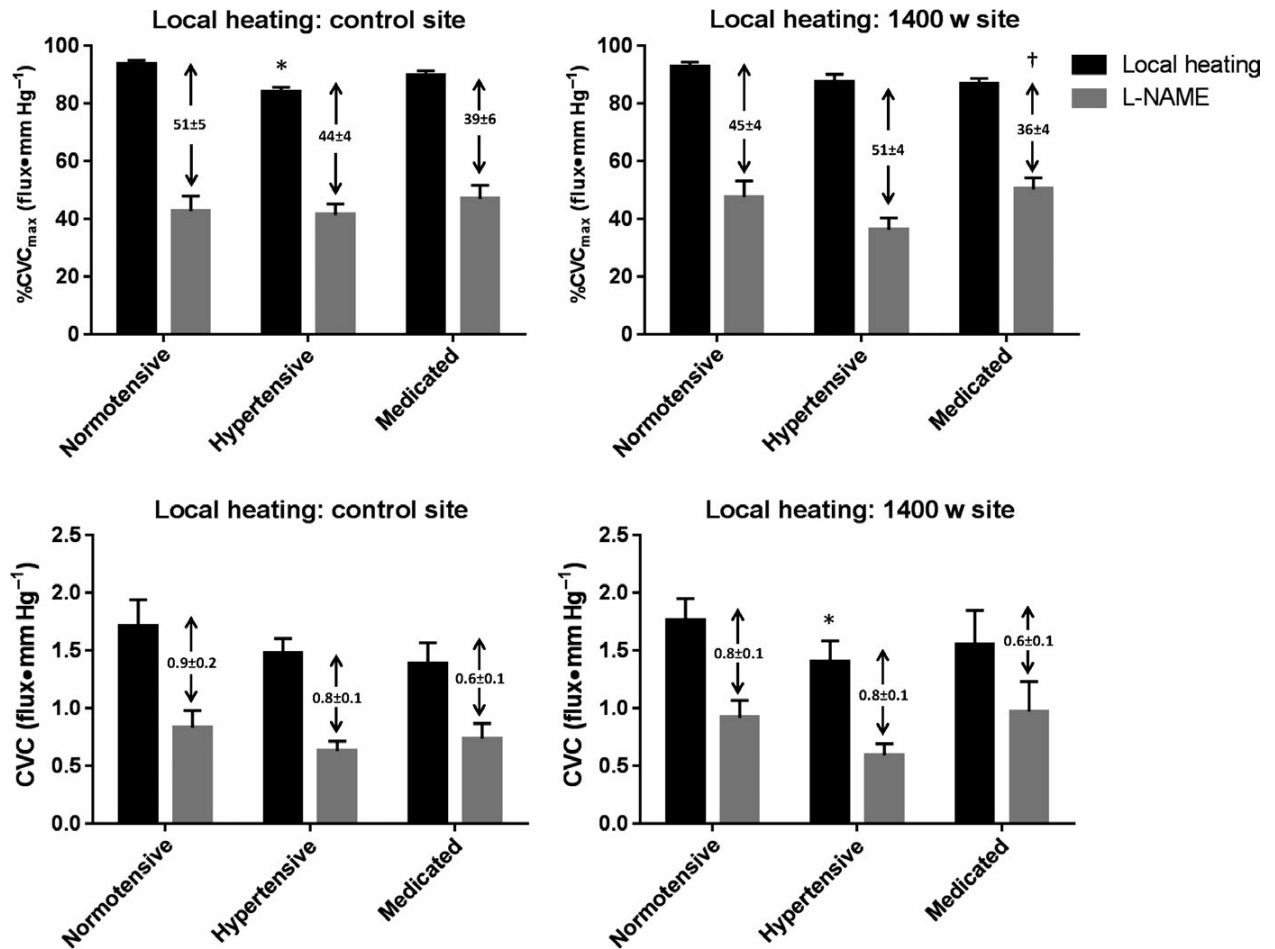 Local heating: control site
%CVCmax (flux•mm Hg⁻¹)
100
80
60
40
20
0
*
51±5
44±4
39±6
Normotensive
Hypertensive
Medicated
Local heating: 1400 w site
%CVCmax (flux•mm Hg⁻¹)
100
80
60
40
20
0
†
45±4
51±4
36±4
Normotensive
Hypertensive
Medicated
Local heating
L-NAME
Local heating: control site
CVC (flux•mm Hg⁻¹)
2.5
2.0
1.5
1.0
0.5
0.0
0.9±0.2
0.8±0.1
0.6±0.1
Normotensive
Hypertensive
Medicated
Local heating: 1400 w site
CVC (flux•mm Hg⁻¹)
2.5
2.0
1.5
1.0
0.5
0.0
*
0.8±0.1
0.8±0.1
0.6±0.1
Normotensive
Hypertensive
Medicated